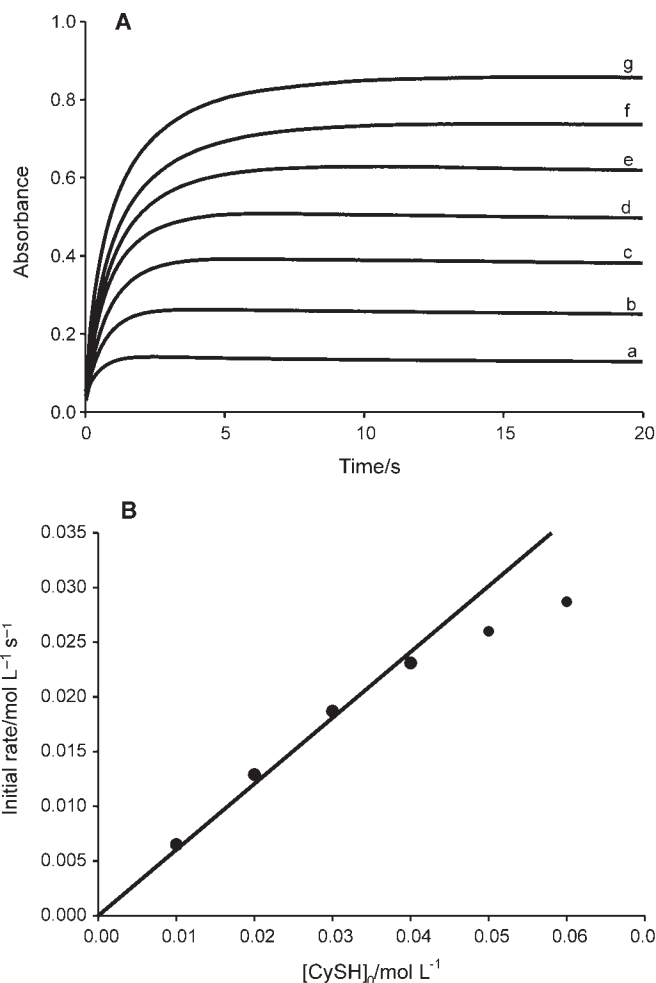 A
1.0
0.8
0.6
0.4
0.2
0.0
Absorbance
g
f
e
d
c
b
a
0 5 10 15 20
Time/s
B
0.035
0.030
0.025
0.020
0.015
0.010
0.005
0.000
Initial rate/mol L⁻¹ s⁻¹
0.00 0.01 0.02 0.03 0.04 0.05 0.06 0.0
[CySH]₀/mol L⁻¹